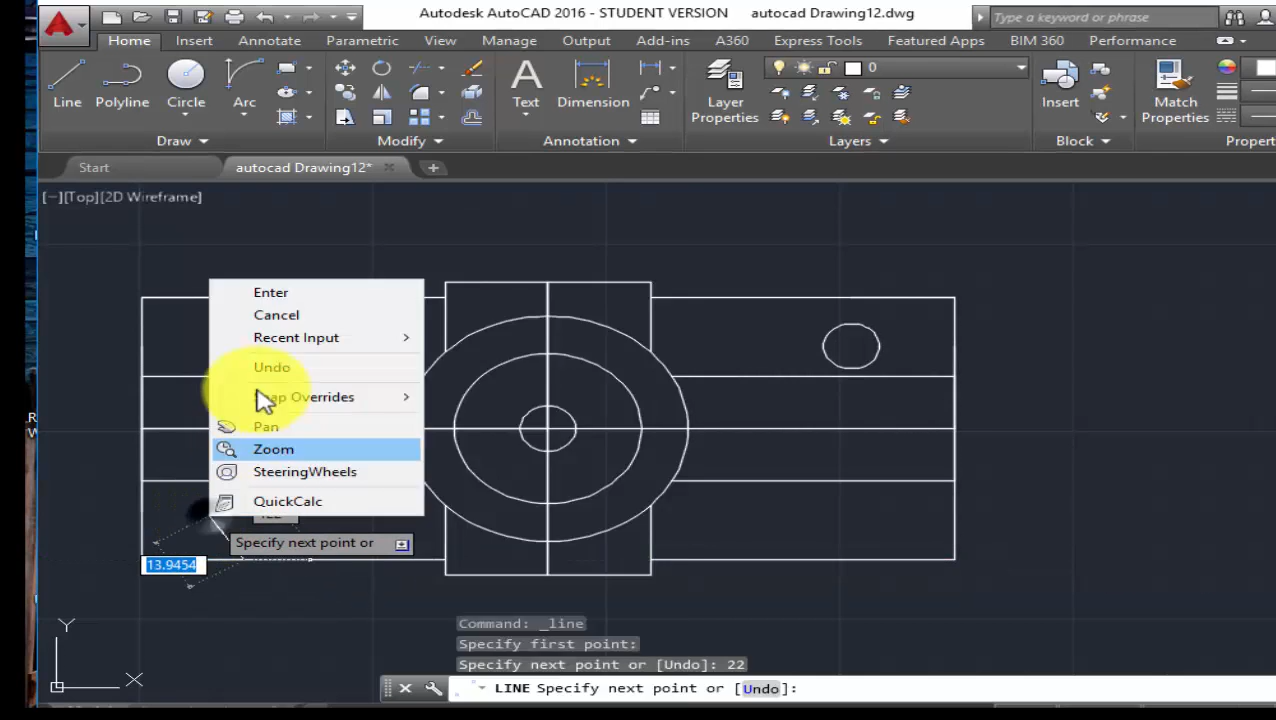 Autodesk AutoCAD 2016 - STUDENT VERSION autocad Drawing12.dwg Type a keyword or phrase
Home Insert Annotate Parametric View Manage Output Add-ins A360 Express Tools Featured Apps BIM 360 Performance
0
Line Polyline Circle Arc Text Dimension Layer Properties Insert Match Properties
Draw Modify Annotation Layers Block Propert
Start autocad Drawing12*
[−][Top][2D Wireframe]
Enter
Cancel
Recent Input
Undo
Snap Overrides
Pan
Zoom
SteeringWheels
QuickCalc
Specify next point or
13.9454
Y
X
Command: _line
Specify first point:
Specify next point or [Undo]: 22
LINE Specify next point or [Undo]: